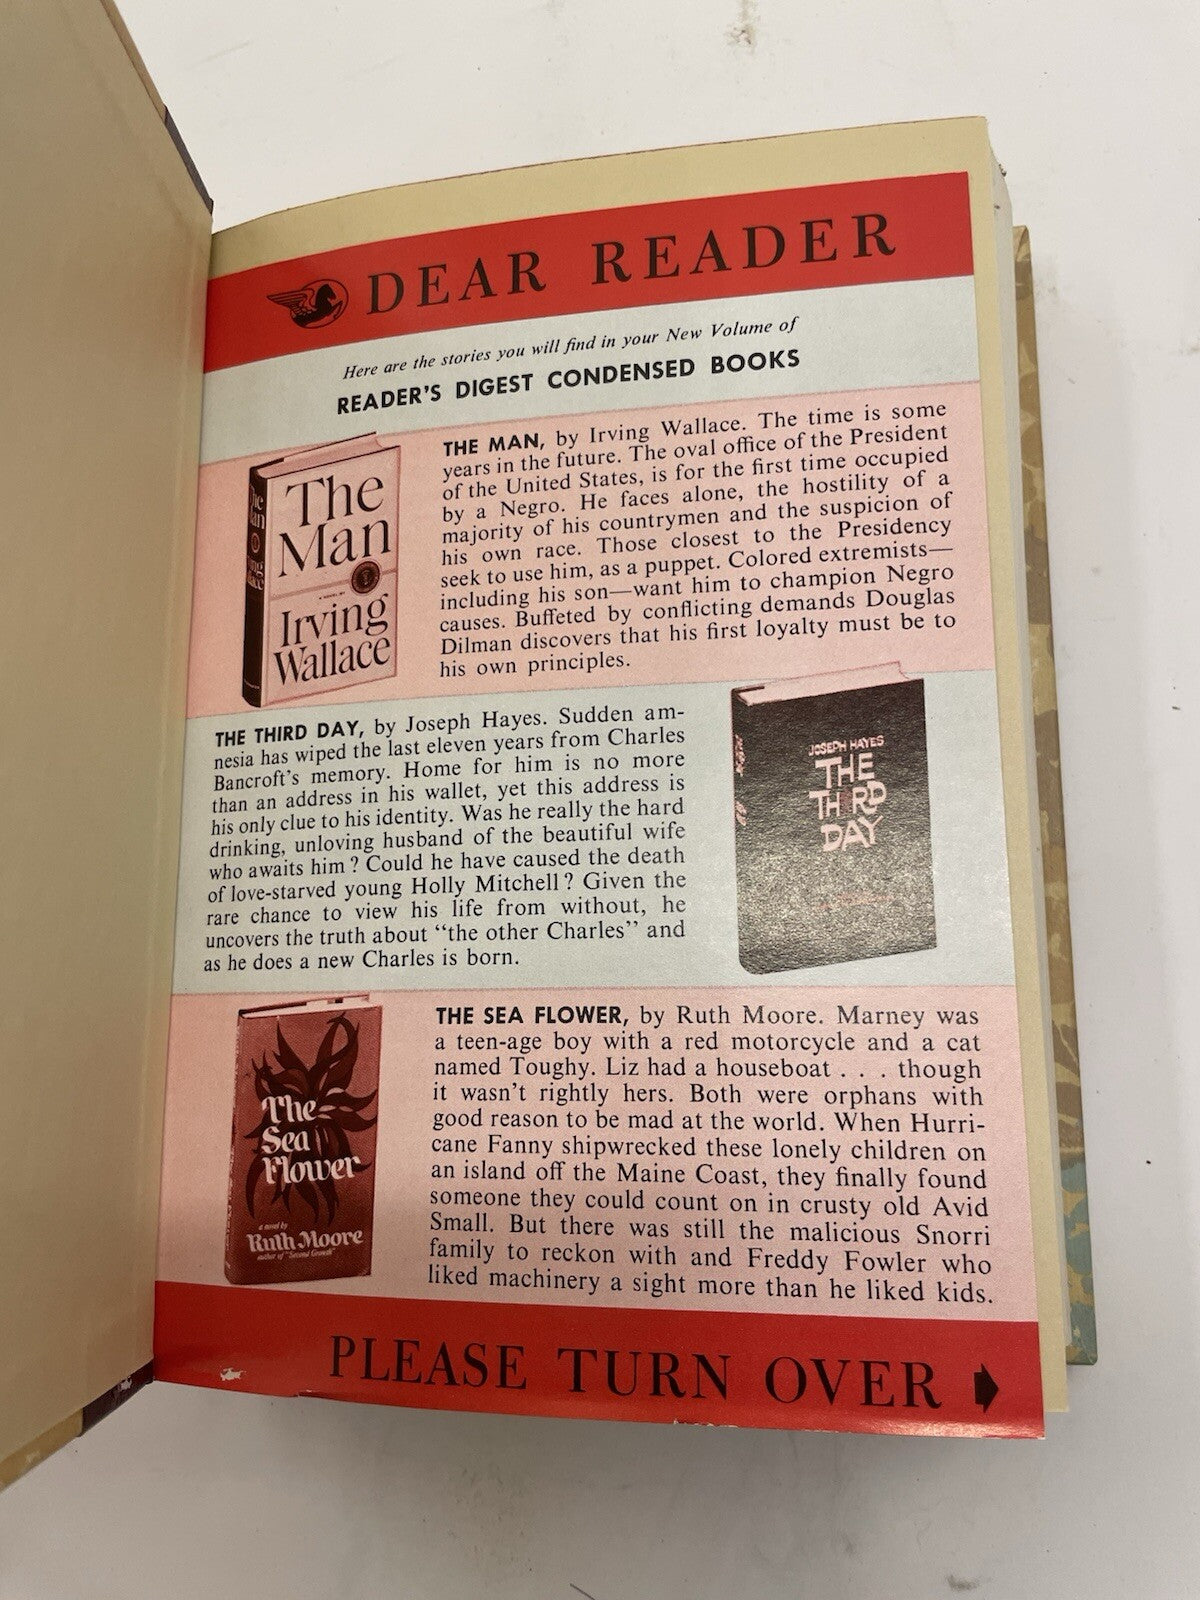 DEAR READER
Here are the stories you will find in your New Volume of
READER'S DIGEST CONDENSED BOOKS
The
Man
A NOVEL BY
Irving
Wallace
THE MAN, by Irving Wallace. The time is some
years in the future. The oval office of the President
of the United States, is for the first time occupied
by a Negro. He faces alone, the hostility of a
majority of his countrymen and the suspicion of
his own race. Those closest to the Presidency
seek to use him, as a puppet. Colored extremists—
including his son—want him to champion Negro
causes. Buffeted by conflicting demands Douglas
Dilman discovers that his first loyalty must be to
his own principles.
THE THIRD DAY, by Joseph Hayes. Sudden am-
nesia has wiped the last eleven years from Charles
Bancroft's memory. Home for him is no more
than an address in his wallet, yet this address is
his only clue to his identity. Was he really the hard
drinking, unloving husband of the beautiful wife
who awaits him? Could he have caused the death
of love-starved young Holly Mitchell? Given the
rare chance to view his life from without, he
uncovers the truth about "the other Charles" and
as he does a new Charles is born.
JOSEPH HAYES
THE
THIRD
DAY
The
Sea
Flower
a novel by
Ruth Moore
author of "Second Growth"
THE SEA FLOWER, by Ruth Moore. Marney was
a teen-age boy with a red motorcycle and a cat
named Toughy. Liz had a houseboat . . . though
it wasn't rightly hers. Both were orphans with
good reason to be mad at the world. When Hurri-
cane Fanny shipwrecked these lonely children on
an island off the Maine Coast, they finally found
someone they could count on in crusty old Avid
Small. But there was still the malicious Snorri
family to reckon with and Freddy Fowler who
liked machinery a sight more than he liked kids.
PLEASE TURN OVER